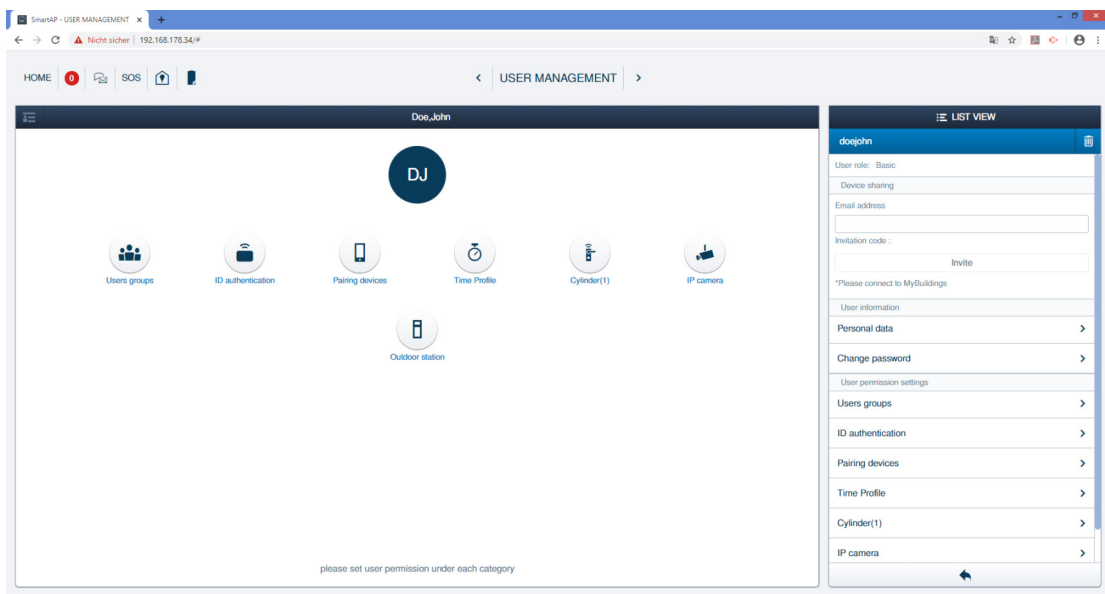 SmartAP - USER MANAGEMENT
Nicht sicher | 192.168.178.34/#
HOME 0 SOS
USER MANAGEMENT
Doe,John
DJ
Users groups ID authentication Pairing devices Time Profile Cylinder(1) IP camera
Outdoor station
please set user permission under each category
LIST VIEW
doejohn
User role: Basic
Device sharing
Email address
Invitation code :
Invite
*Please connect to MyBuildings
User information
Personal data
Change password
User permission settings
Users groups
ID authentication
Pairing devices
Time Profile
Cylinder(1)
IP camera